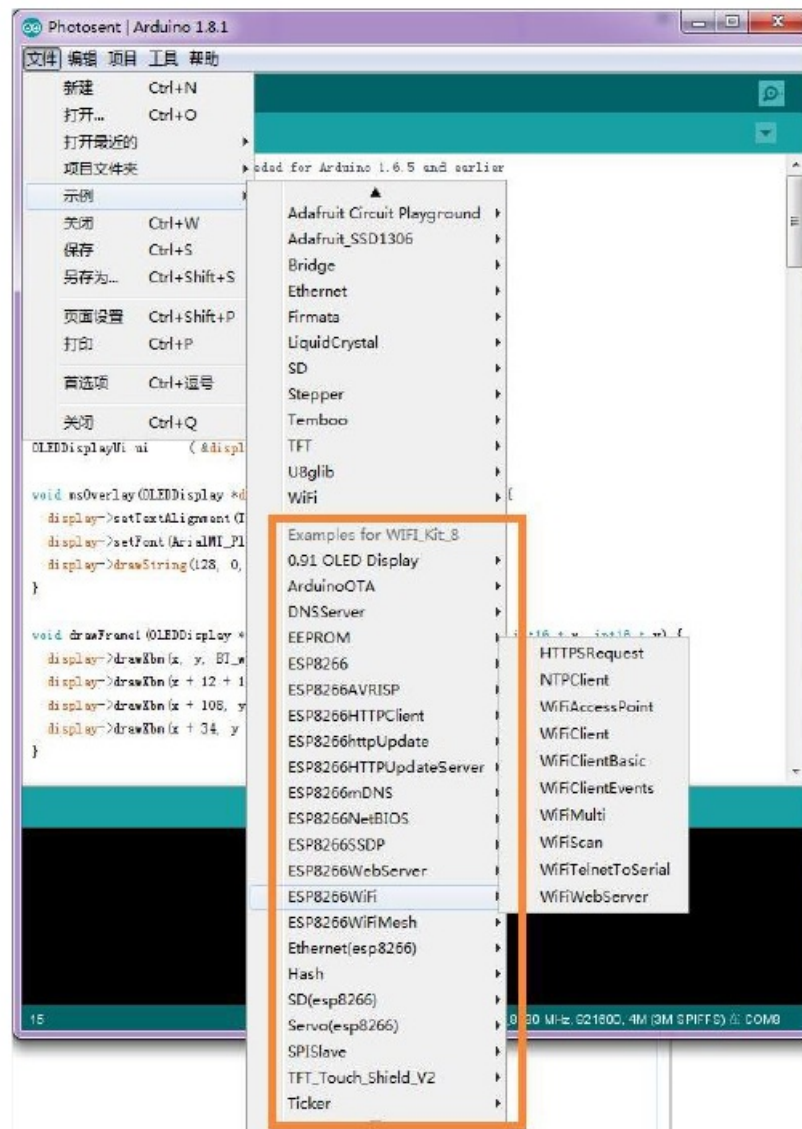 Photosent | Arduino 1.8.1
文件 编辑 项目 工具 帮助
新建 Ctrl+N
打开... Ctrl+O
打开最近的
项目文件夹
示例
关闭 Ctrl+W
保存 Ctrl+S
另存为... Ctrl+Shift+S
页面设置 Ctrl+Shift+P
打印 Ctrl+P
首选项 Ctrl+逗号
关闭 Ctrl+Q
eded for Arduino 1.6.5 and earlier
Adafruit Circuit Playground
Adafruit_SSD1306
Bridge
Ethernet
Firmata
LiquidCrystal
SD
Stepper
Temboo
TFT
U8glib
WiFi
Examples for WIFI_Kit_8
0.91 OLED Display
ArduinoOTA
DNSServer
EEPROM
ESP8266
ESP8266AVRISP
ESP8266HTTPClient
ESP8266httpUpdate
ESP8266HTTPUpdateServer
ESP8266mDNS
ESP8266NetBIOS
ESP8266SSDP
ESP8266WebServer
ESP8266WiFi
ESP8266WiFiMesh
Ethernet(esp8266)
Hash
SD(esp8266)
Servo(esp8266)
SPISlave
TFT_Touch_Shield_V2
Ticker
HTTPSRequest
NTPClient
WiFiAccessPoint
WiFiClient
WiFiClientBasic
WiFiClientEvents
WiFiMulti
WiFiScan
WiFiTelnetToSerial
WiFiWebServer
OLEDDisplayUi ui ( &displ
void msOverlay(OLEDDisplay *d {
display->setTextAlignment(
display->setFont(ArialMT_Pl
display->drawString(128, 0,
}
void drawFrame1(OLEDDisplay * int16_t x, int16_t y) {
display->drawXbm(x, y, BT_w
display->drawXbm(x + 12 + 1
display->drawXbm(x + 108, y
display->drawXbm(x + 34, y
}
15 MHz, 921600, 4M (3M SPIFFS) 在 COM8